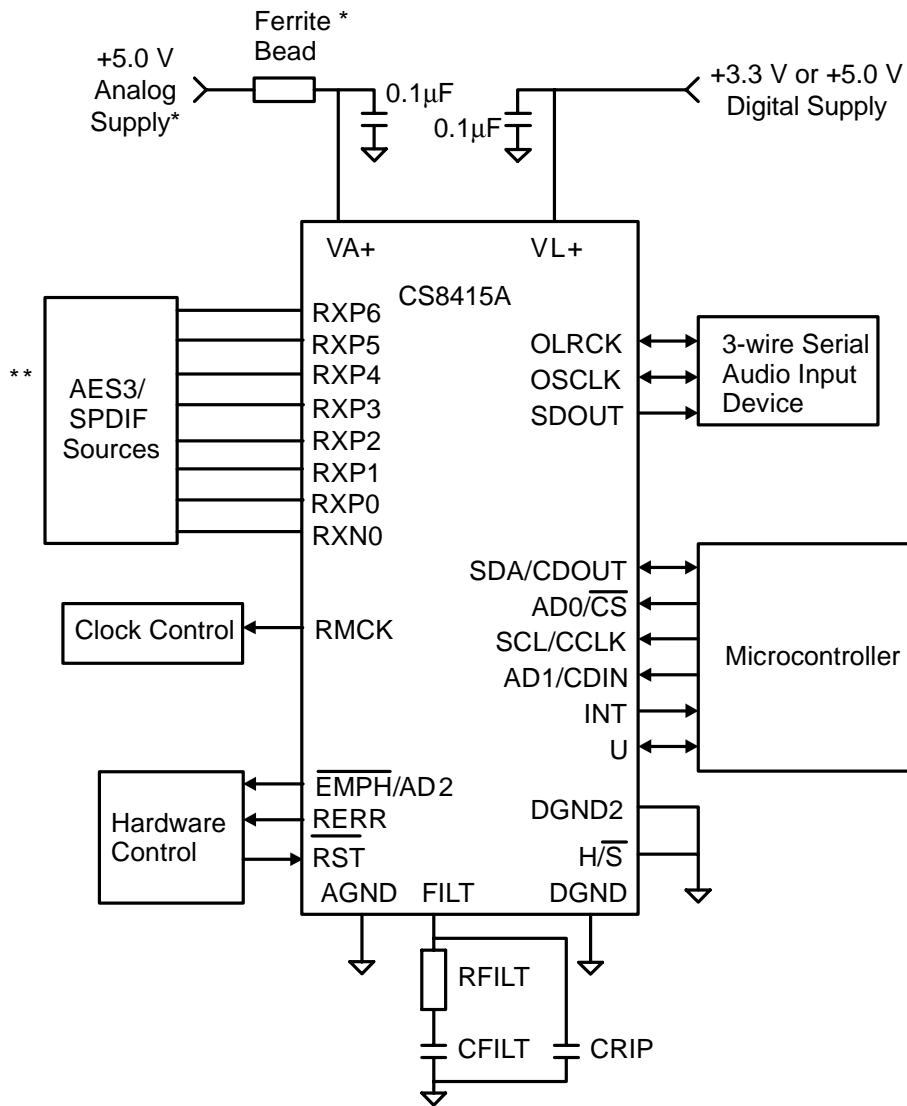 Ferrite *
Bead
+5.0 V
Analog
Supply*
0.1µF
0.1µF
+3.3 V or +5.0 V
Digital Supply
VA+
VL+
CS8415A
**
AES3/
SPDIF
Sources
RXP6
RXP5
RXP4
RXP3
RXP2
RXP1
RXP0
RXN0
OLRCK
OSCLK
SDOUT
3-wire Serial
Audio Input
Device
Clock Control
RMCK
SDA/CDOUT
AD0/CS
SCL/CCLK
AD1/CDIN
INT
U
Microcontroller
Hardware
Control
EMPH/AD2
RERR
RST
DGND2
H/S
AGND
FILT
DGND
RFILT
CFILT
CRIP